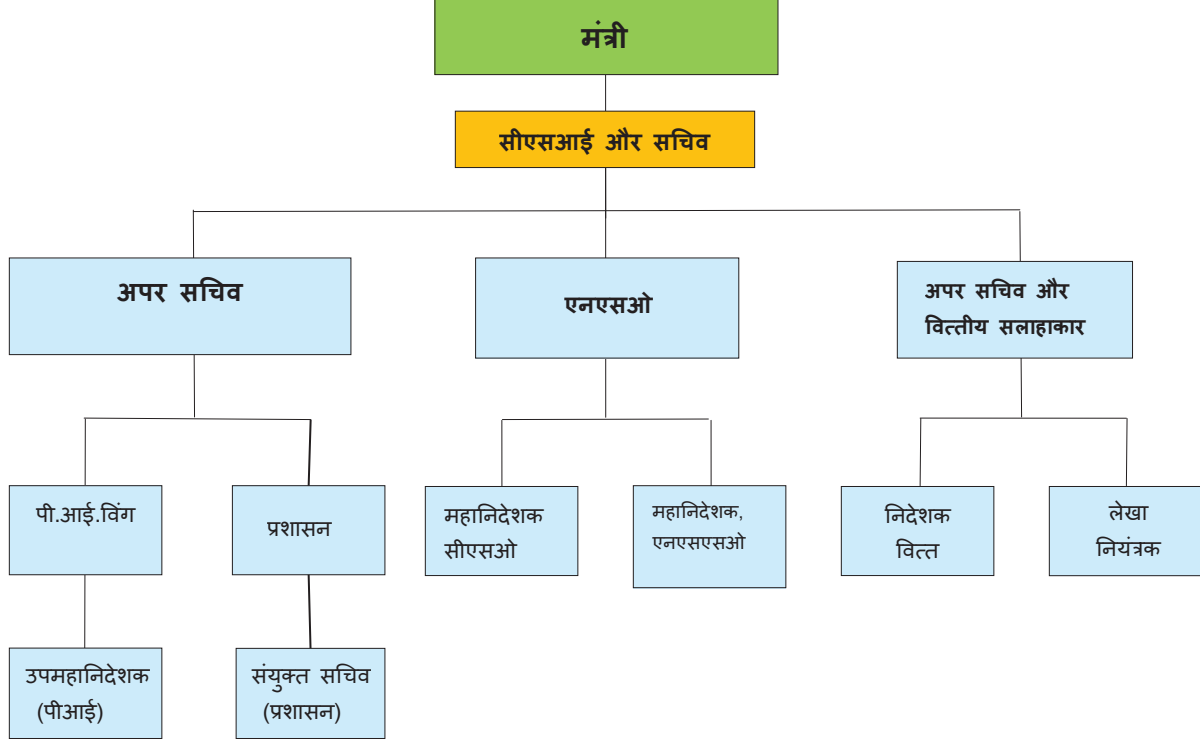 मंत्री
सीएसआई और सचिव
अपर सचिव
एनएसओ
अपर सचिव और
वित्तीय सलाहाकार
पी.आई.विंग
प्रशासन
महानिदेशक
सीएसओ
महानिदेशक,
एनएसएसओ
निदेशक
वित्त
लेखा
नियंत्रक
उपमहानिदेशक
(पीआई)
संयुक्त सचिव
(प्रशासन)